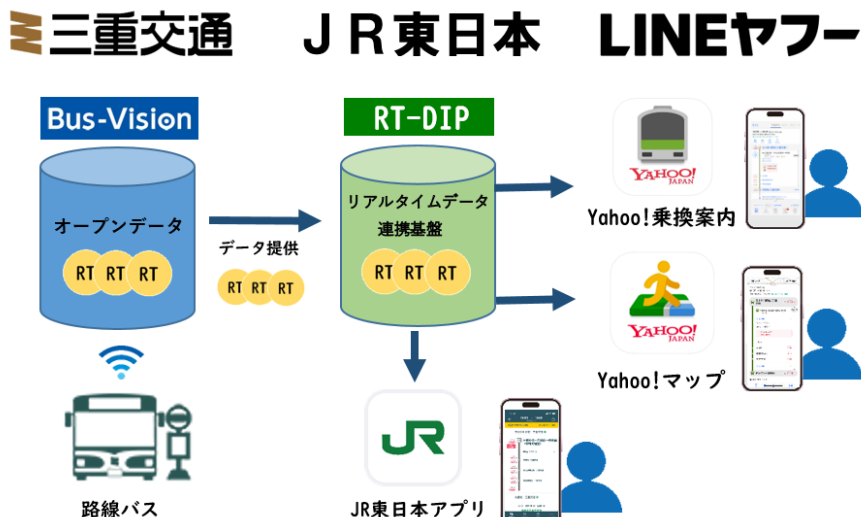 三重交通
JR東日本
LINEヤフー
Bus-Vision
RT-DIP
オープンデータ
RT RT RT
データ提供
RT RT RT
リアルタイムデータ
連携基盤
RT RT RT
YAHOO!
JAPAN
Yahoo!乗換案内
YAHOO!
JAPAN
Yahoo!マップ
路線バス
JR
JR東日本アプリ